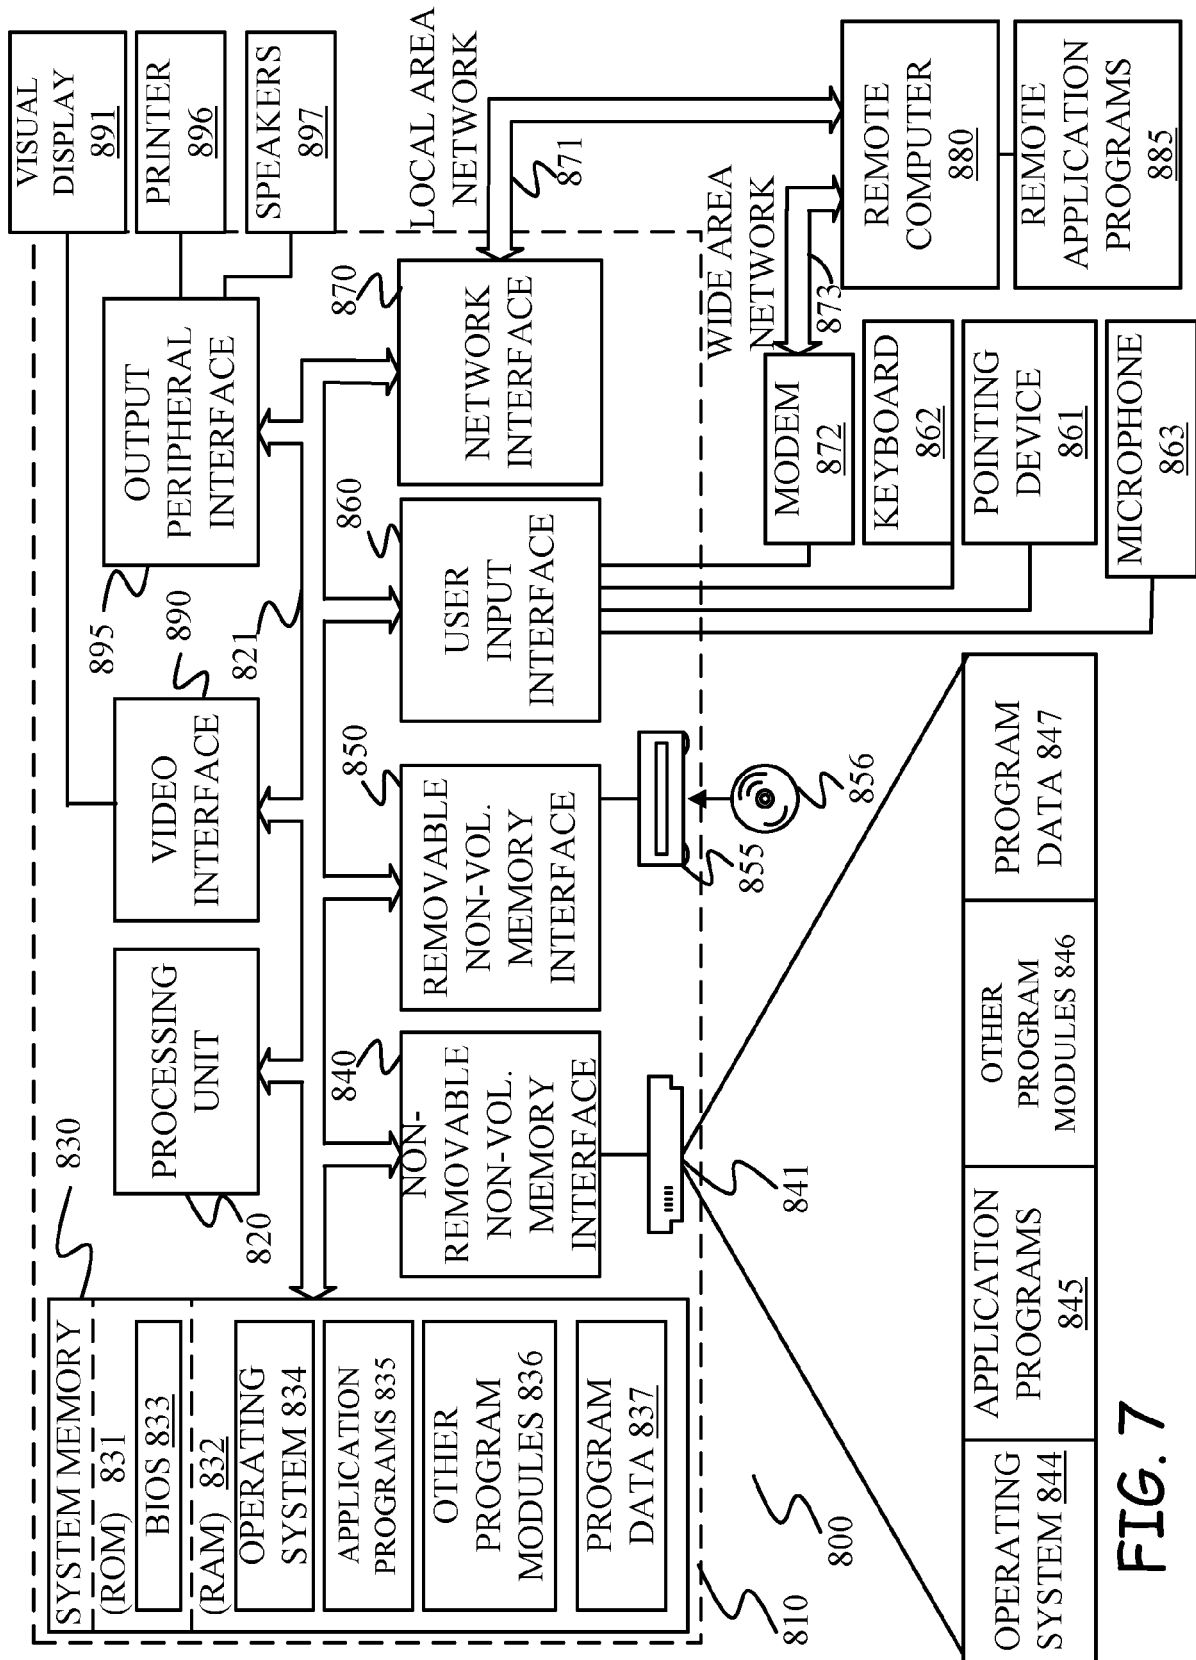 SYSTEM MEMORY
(ROM) 831
BIOS 833
(RAM) 832
OPERATING
SYSTEM 834
APPLICATION
PROGRAMS 835
OTHER
PROGRAM
MODULES 836
PROGRAM
DATA 837
830
820
PROCESSING
UNIT
VIDEO
INTERFACE
890
895
OUTPUT
PERIPHERAL
INTERFACE
821
VISUAL
DISPLAY
891
PRINTER
896
SPEAKERS
897
840
NON-
REMOVABLE
NON-VOL.
MEMORY
INTERFACE
850
REMOVABLE
NON-VOL.
MEMORY
INTERFACE
860
USER
INPUT
INTERFACE
870
NETWORK
INTERFACE
LOCAL AREA
NETWORK
871
WIDE AREA
NETWORK
873
810
800
841
855
856
MODEM
872
KEYBOARD
862
POINTING
DEVICE
861
MICROPHONE
863
REMOTE
COMPUTER
880
REMOTE
APPLICATION
PROGRAMS
885
OPERATING
SYSTEM 844
APPLICATION
PROGRAMS
845
OTHER
PROGRAM
MODULES 846
PROGRAM
DATA 847
FIG. 7